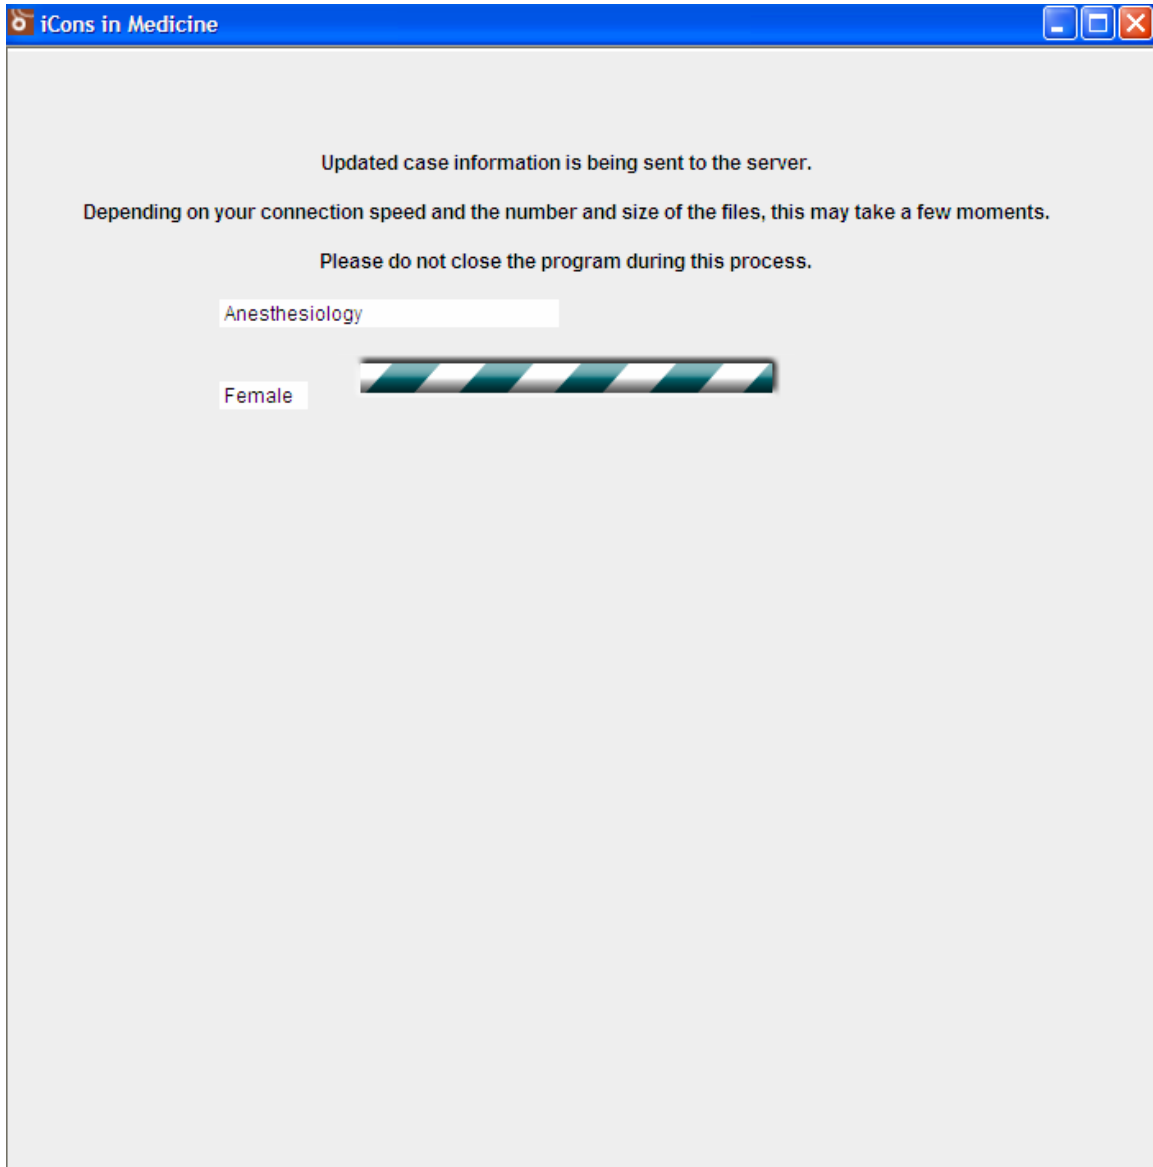 iCons in Medicine
Updated case information is being sent to the server.
Depending on your connection speed and the number and size of the files, this may take a few moments.
Please do not close the program during this process.
Anesthesiology
Female